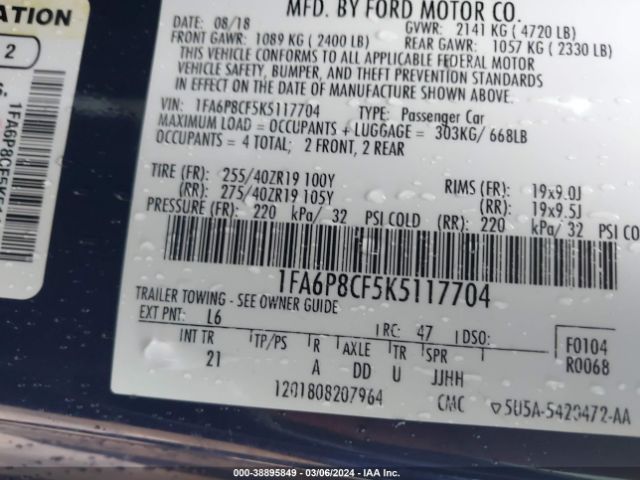 MFD. BY FORD MOTOR CO.
DATE: 08/18
GVWR: 2141 KG ( 4720 LB)
FRONT GAWR: 1089 KG ( 2400 LB)
REAR GAWR: 1057 KG ( 2330 LB)
THIS VEHICLE CONFORMS TO ALL APPLICABLE FEDERAL MOTOR
VEHICLE SAFETY, BUMPER, AND THEFT PREVENTION STANDARDS
IN EFFECT ON THE DATE OF MANUFACTURE SHOWN ABOVE.
VIN: 1FA6P8CF5K5117704 TYPE: Passenger Car
MAXIMUM LOAD = OCCUPANTS + LUGGAGE = 303KG/ 668LB
OCCUPANTS = 4 TOTAL; 2 FRONT, 2 REAR
TIRE (FR): 255/40ZR19 100Y RIMS (FR): 19x9.0J
(RR): 275/40ZR19 105Y (RR): 19x9.5J
PRESSURE (FR): 220 kPa/ 32 PSI COLD (RR): 220 kPa/ 32 PSI CO
1FA6P8CF5K5117704
TRAILER TOWING - SEE OWNER GUIDE
EXT PNT: L6 RC: 47 DSO:
INT TR TP/PS R AXLE TR SPR
21 A DD U JJHH
F0104
R0068
1201808207964 CMC 5U5A-5420472-AA
ATION
2
1FA6P8CF5K51
000-38895849 | 03/06/2024 | IAA Inc.